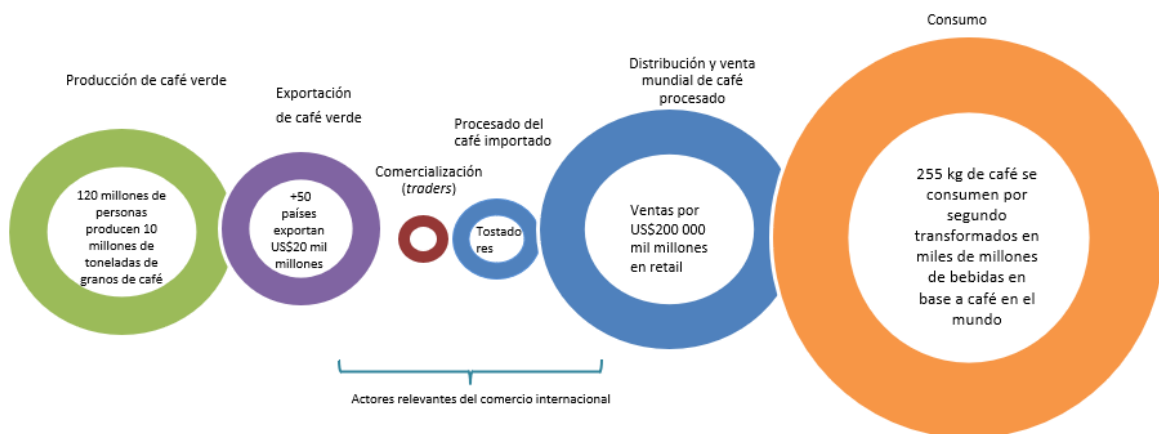 Producción de café verde
120 millones de
personas
producen 10
millones de
toneladas de
granos de café
Exportación
de café verde
+50
países
exportan
US$20 mil
millones
Comercialización
(traders)
Procesado del
café importado
Tostado
res
Distribución y venta
mundial de café
procesado
Ventas por
US$200 000
mil millones
en retail
Consumo
255 kg de café se
consumen por
segundo
transformados en
miles de millones
de bebidas en
base a café en el
mundo
Actores relevantes del comercio internacional